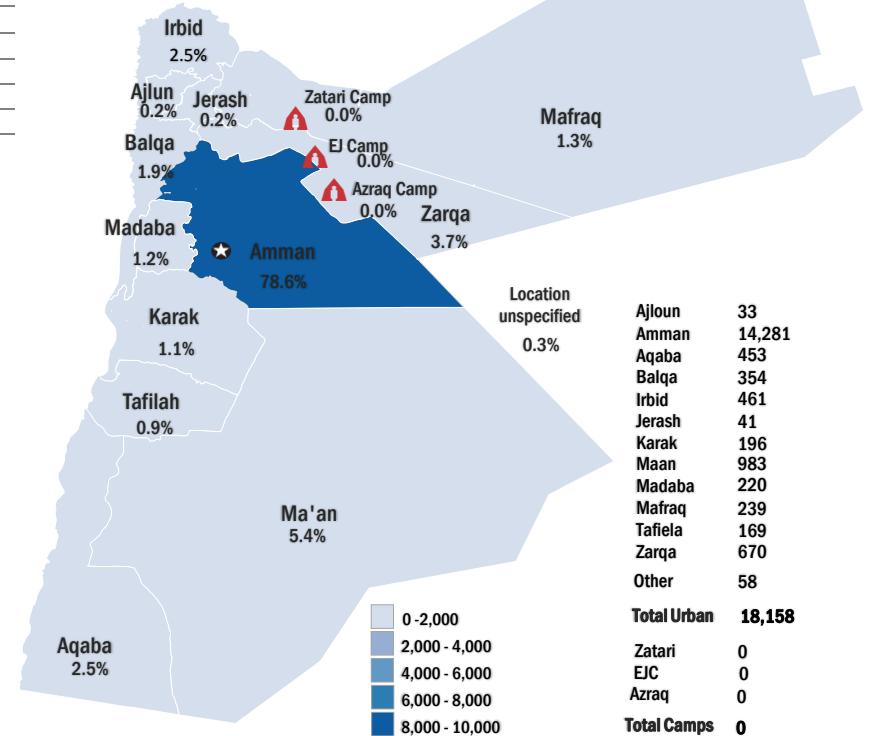 Irbid
2.5%
Ajlun
0.2%
Jerash
0.2%
Zatari Camp
0.0%
Mafraq
1.3%
Balqa
1.9%
EJ Camp
0.0%
Azraq Camp
0.0%
Zarqa
3.7%
Madaba
1.2%
Amman
78.6%
Karak
1.1%
Location
unspecified
0.3%
Tafilah
0.9%
Ma'an
5.4%
Aqaba
2.5%
0 -2,000
2,000 - 4,000
4,000 - 6,000
6,000 - 8,000
8,000 - 10,000
Ajloun 33
Amman 14,281
Aqaba 453
Balqa 354
Irbid 461
Jerash 41
Karak 196
Maan 983
Madaba 220
Mafraq 239
Tafiela 169
Zarqa 670
Other 58
Total Urban 18,158
Zatari 0
EJC 0
Azraq 0
Total Camps 0